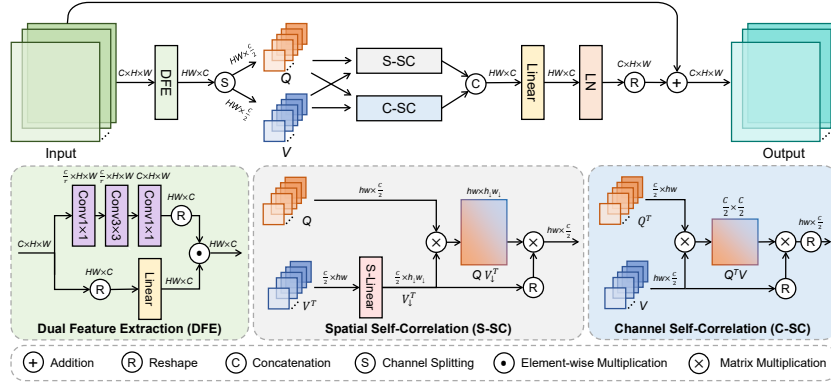 Input
C×H×W
DFE
HW×C
S
HW×C/2
HW×C/2
Q
V
S-SC
C-SC
C
HW×C
Linear
HW×C
LN
C×H×W
R
+
C×H×W
Output
C/r×H×W
C/r×H×W
C×H×W
Conv1×1
Conv3×3
Conv1×1
HW×C
R
C×H×W
HW×C
HW×C
R
Linear
HW×C
Dual Feature Extraction (DFE)
Q
hw×C/2
hw×h↓w↓
Q V↓ᵀ
hw×C/2
Vᵀ
C/2×hw
S-Linear
C/2×h↓w↓
V↓ᵀ
R
Spatial Self-Correlation (S-SC)
Qᵀ
C/2×hw
C/2×C/2
QᵀV
hw×C/2
R
V
hw×C/2
R
Channel Self-Correlation (C-SC)
+ Addition
R Reshape
C Concatenation
S Channel Splitting
Element-wise Multiplication
× Matrix Multiplication